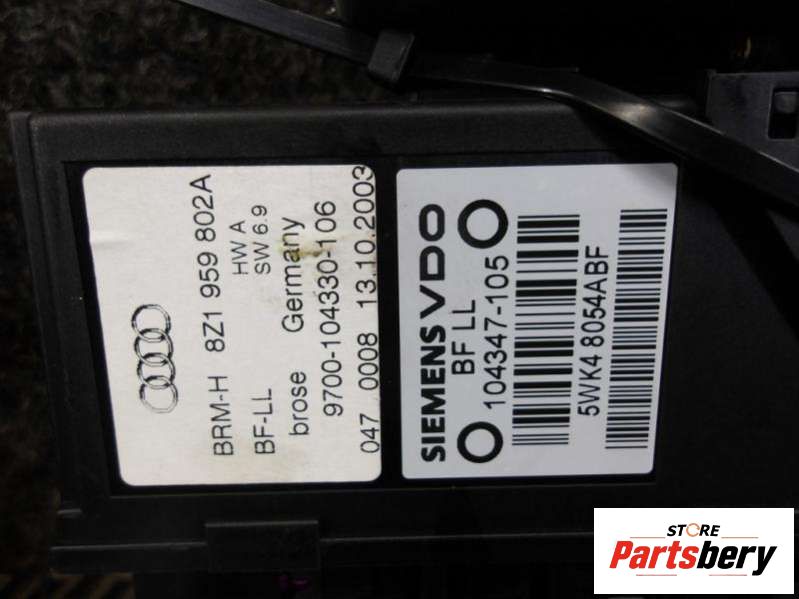 BRM-H 8Z1 959 802A
HW A
BF-LL SW 6.9
brose Germany
9700-104330-106
047 0008 13.10.2003
SIEMENS VDO
BF LL
104347-105
5WK4 8054ABF
STORE
Partsbery